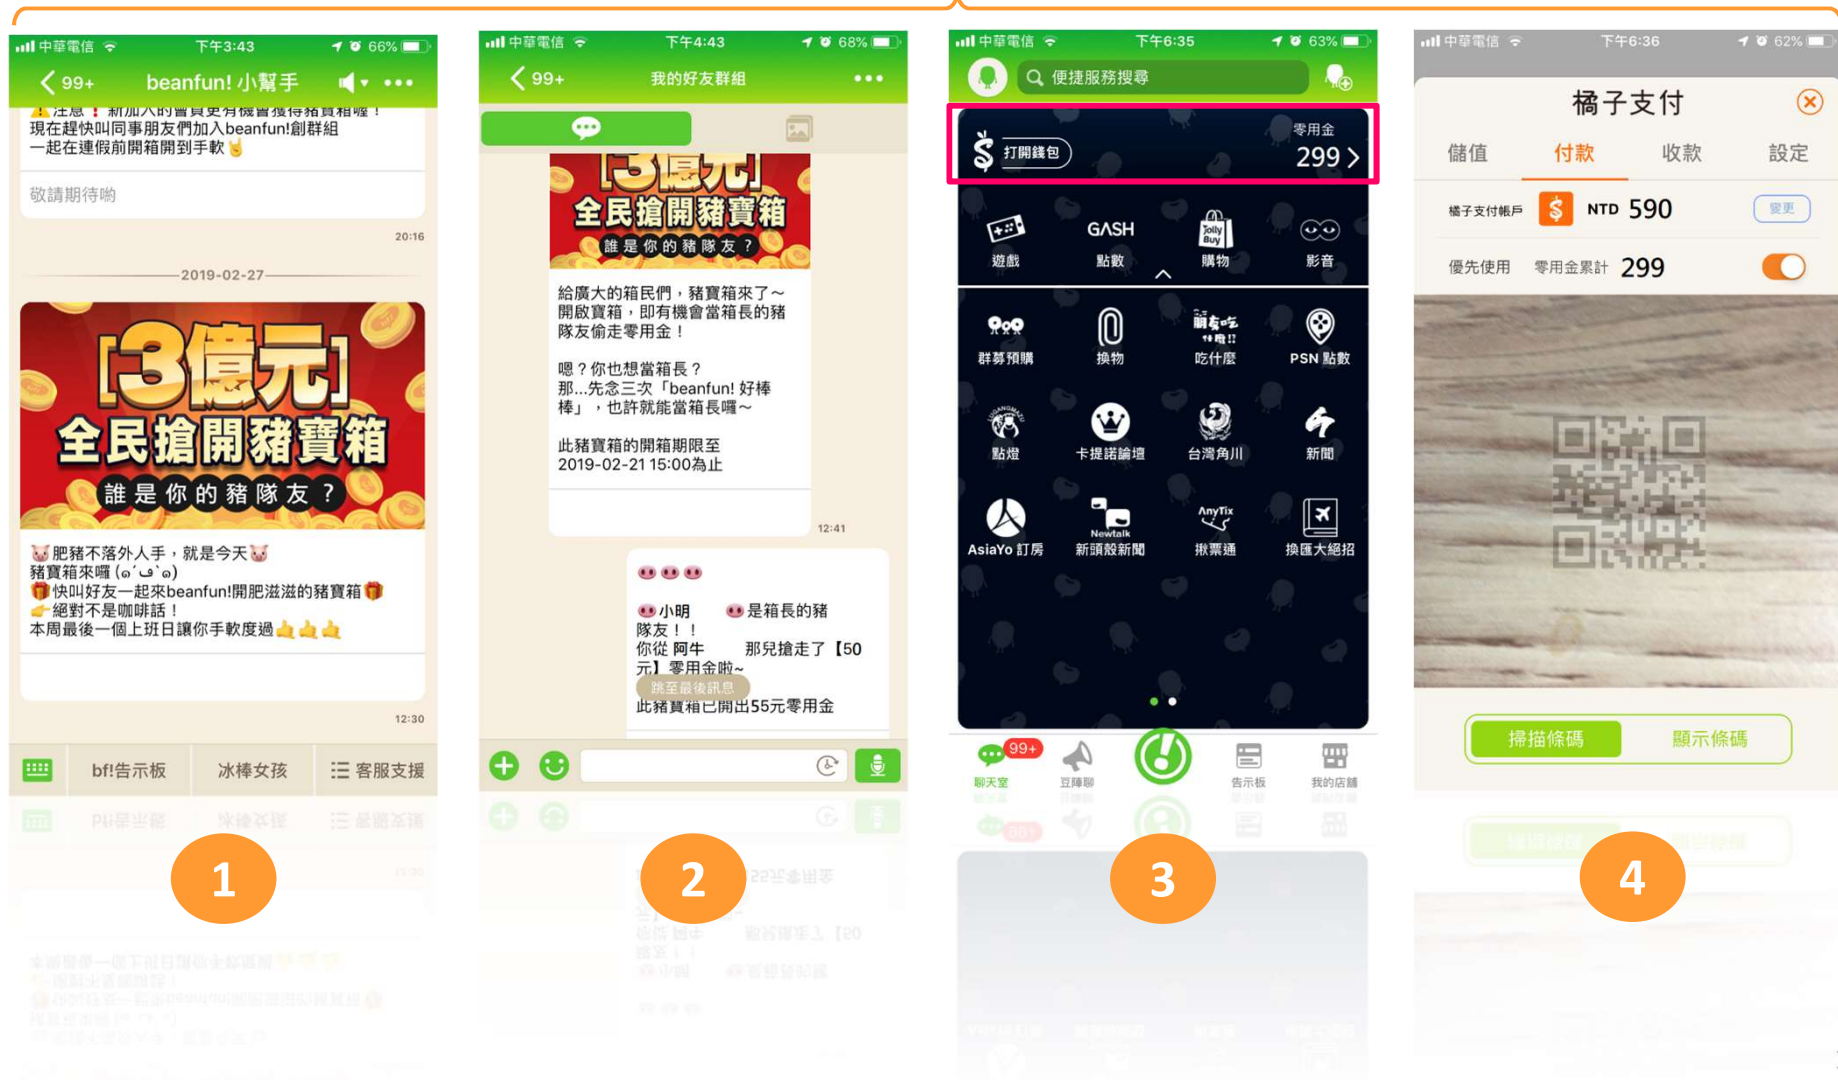 中華電信
下午3:43
66%
99+
beanfun! 小幫手
現在趕快叫同事朋友們加入beanfun!創群組
一起在連假前開箱開到手軟
敬請期待喲
20:16
2019-02-27
[3億元]
全民搶開豬寶箱
誰是你的豬隊友?
🐷肥豬不落外人手，就是今天🐷
豬寶箱來囉(๑´ڡ`๑)
🎁快叫好友一起來beanfun!開肥滋滋的豬寶箱🎁
👉絕對不是咖啡話！
本周最後一個上班日讓你手軟度過🤙🤙🤙
12:30
bf!告示板
冰棒女孩
客服支援
1
中華電信
下午4:43
68%
99+
我的好友群組
[3億元]
全民搶開豬寶箱
誰是你的豬隊友?
給廣大的箱民們，豬寶箱來了～
開啟寶箱，即有機會當箱長的豬
隊友偷走零用金！
嗯？你也想當箱長？
那...先念三次「beanfun! 好棒
棒」，也許就能當箱長囉～
此豬寶箱的開箱期限至
2019-02-21 15:00為止
12:41
🐽🐽🐽
🐽小明 🐽是箱長的豬
隊友！！
你從 阿牛 那兒搶走了【50
元】零用金啦~
跳至最後訊息
此豬寶箱已開出55元零用金
2
中華電信
下午6:35
63%
便捷服務搜尋
打開錢包
零用金
299
遊戲
GASH
點數
Jolly Buy
購物
影音
群募預購
換物
朋友吃什麼!!
吃什麼
PSN 點數
點燈
卡提諾論壇
台灣角川
新聞
AsiaYo 訂房
Newtalk
新頭殼新聞
AnyTix
揪票通
換匯大絕招
99+
聊天室
豆陣聊
告示板
我的店舖
3
中華電信
下午6:36
62%
橘子支付
儲值
付款
收款
設定
橘子支付帳戶
NTD 590
變更
優先使用
零用金累計 299
掃描條碼
顯示條碼
4